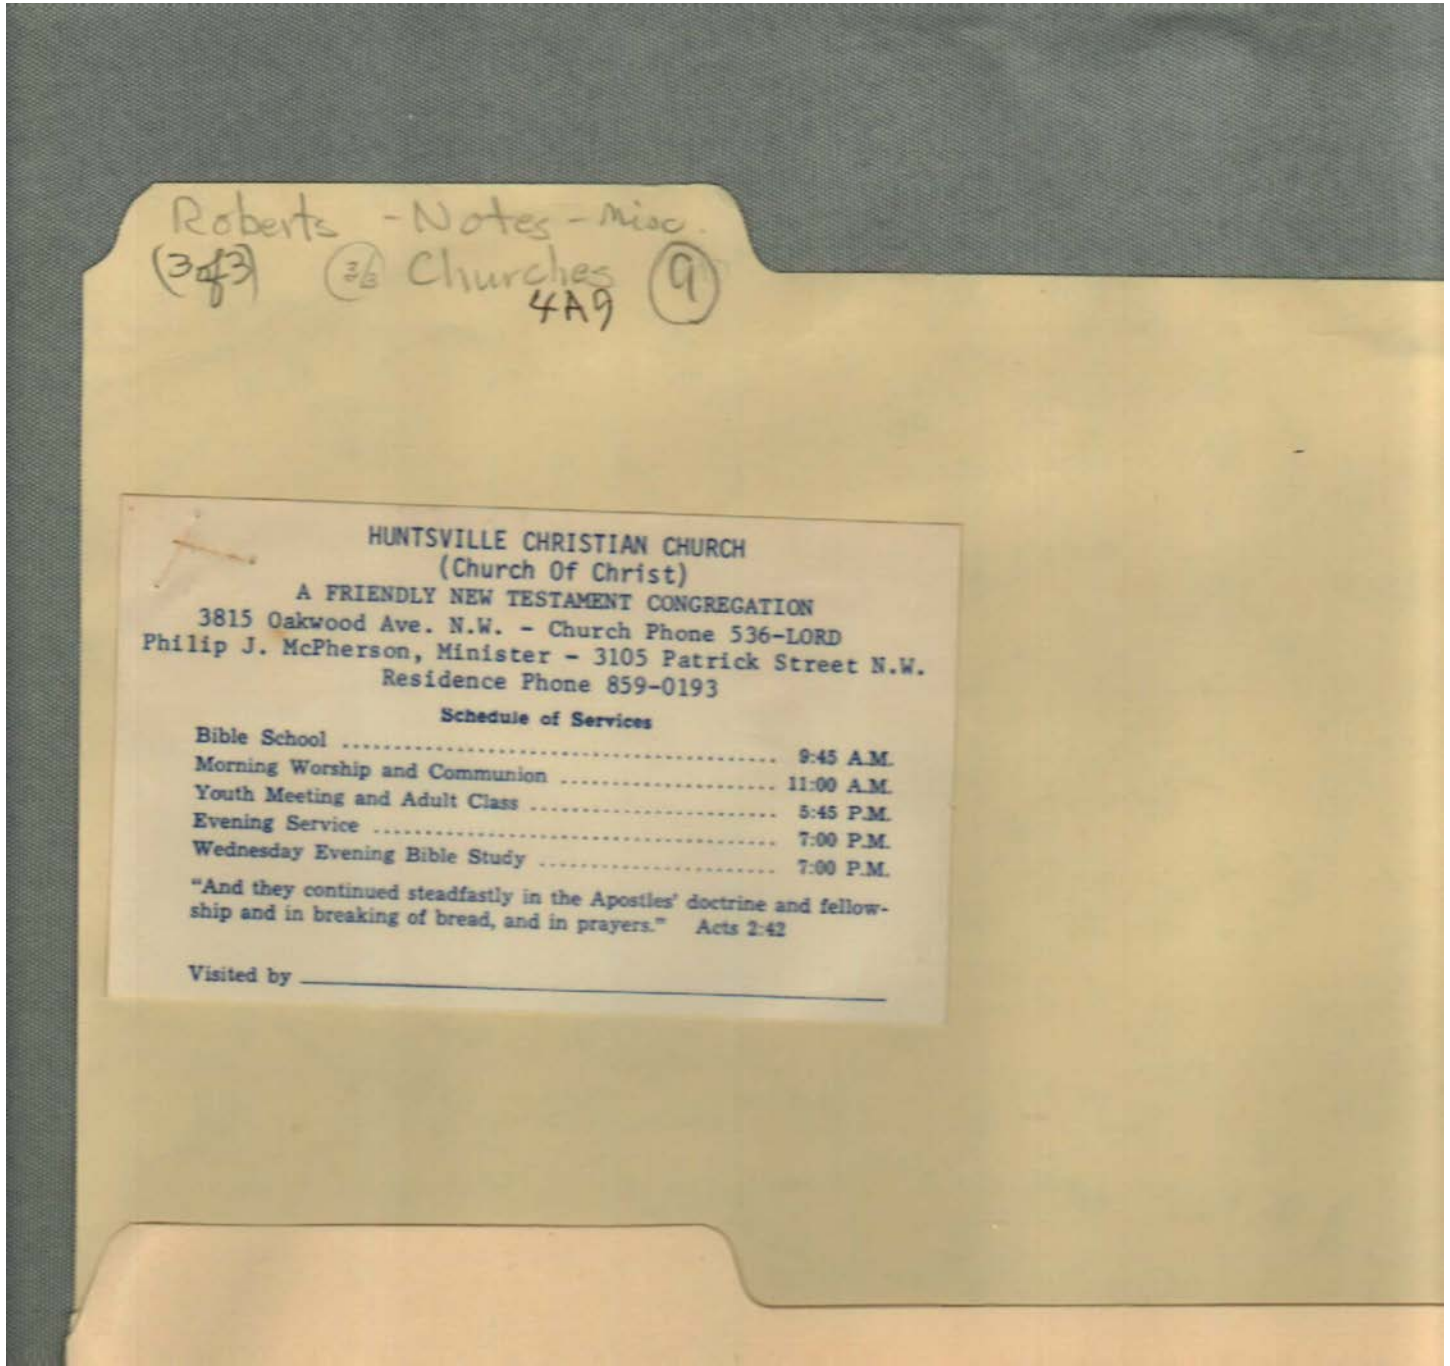 Roberts - Notes - Misc.
(3 of 3) (3/3) Churches 9
4A9
HUNTSVILLE CHRISTIAN CHURCH
(Church Of Christ)
A FRIENDLY NEW TESTAMENT CONGREGATION
3815 Oakwood Ave. N.W. - Church Phone 536-LORD
Philip J. McPherson, Minister - 3105 Patrick Street N.W.
Residence Phone 859-0193
Schedule of Services
Bible School ........................................ 9:45 A.M.
Morning Worship and Communion .................... 11:00 A.M.
Youth Meeting and Adult Class ....................... 5:45 P.M.
Evening Service ...................................... 7:00 P.M.
Wednesday Evening Bible Study ...................... 7:00 P.M.
"And they continued steadfastly in the Apostles' doctrine and fellow-
ship and in breaking of bread, and in prayers." Acts 2:42
Visited by